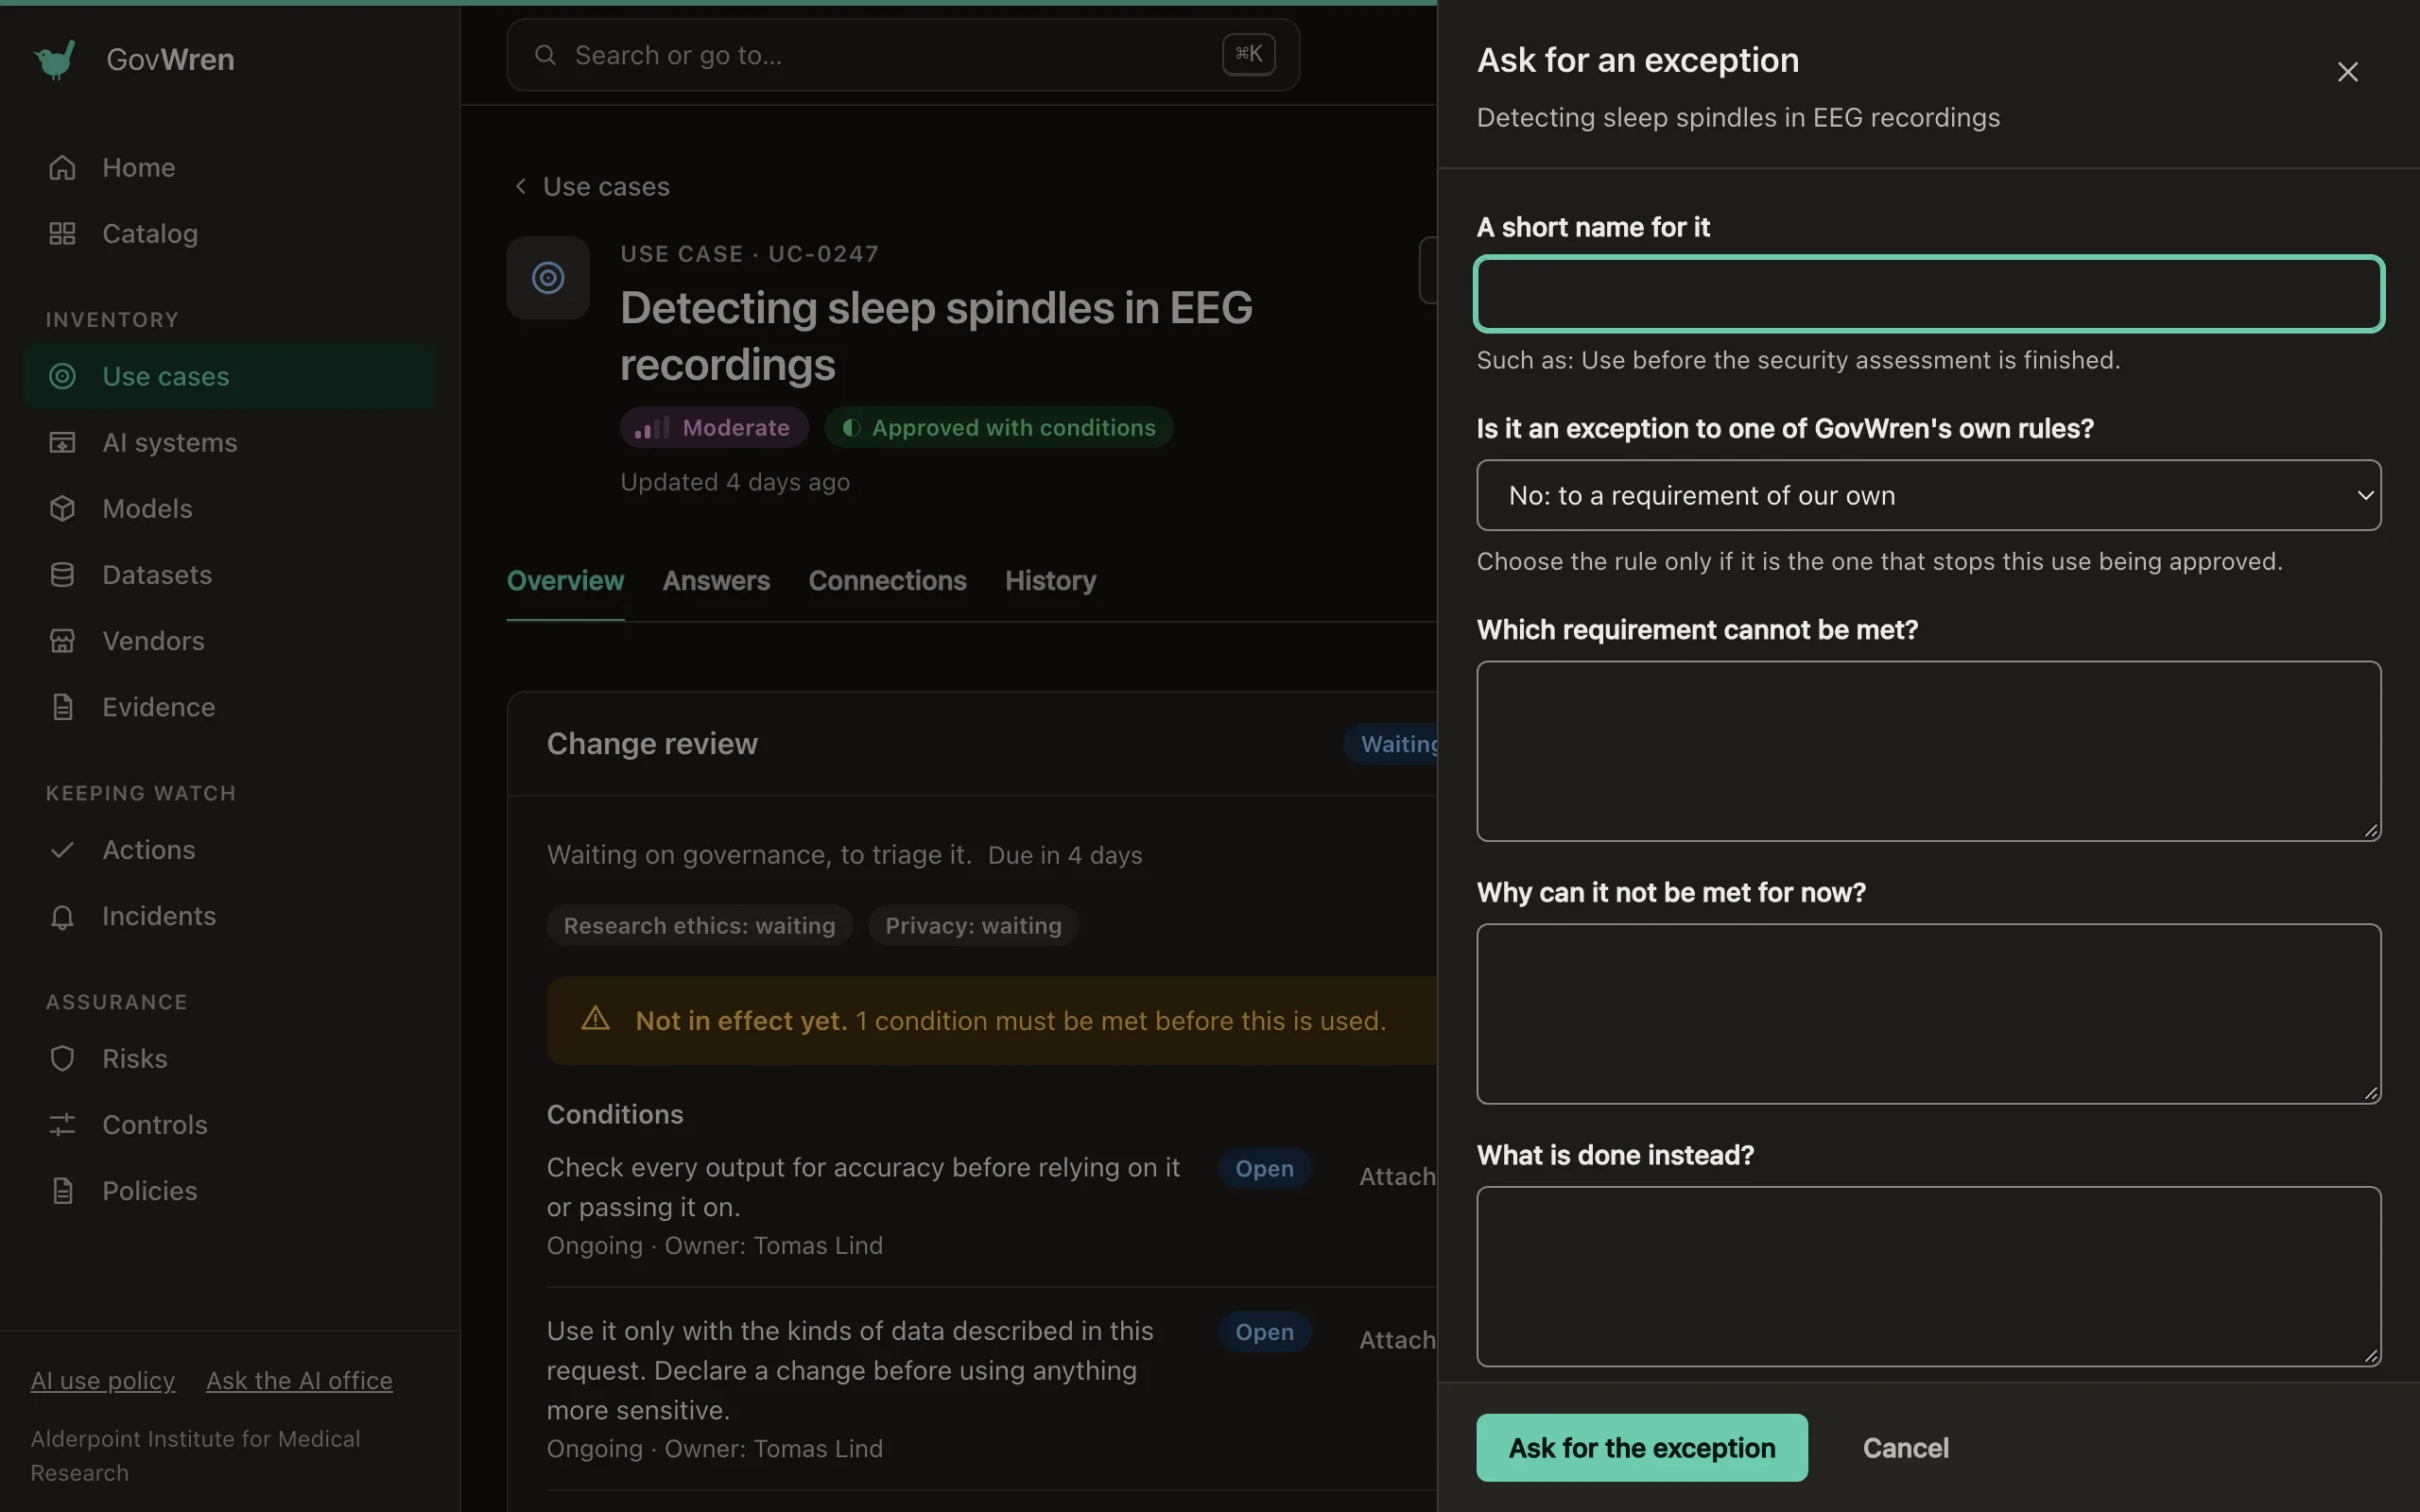 GovWren
Home
Catalog
INVENTORY
Use cases
AI systems
Models
Datasets
Vendors
Evidence
KEEPING WATCH
Actions
Incidents
ASSURANCE
Risks
Controls
Policies
AI use policy
Ask the AI office
Alderpoint Institute for Medical
Research
Search or go to...
⌘K
Use cases
USE CASE · UC-0247
Detecting sleep spindles in EEG
recordings
Moderate
Approved with conditions
Updated 4 days ago
Overview
Answers
Connections
History
Change review
Waiting
Waiting on governance, to triage it. Due in 4 days
Research ethics: waiting
Privacy: waiting
Not in effect yet. 1 condition must be met before this is used.
Conditions
Check every output for accuracy before relying on it
or passing it on.
Open
Attach
Ongoing · Owner: Tomas Lind
Use it only with the kinds of data described in this
request. Declare a change before using anything
more sensitive.
Open
Attach
Ongoing · Owner: Tomas Lind
Ask for an exception
Detecting sleep spindles in EEG recordings
A short name for it
Such as: Use before the security assessment is finished.
Is it an exception to one of GovWren's own rules?
No: to a requirement of our own
Choose the rule only if it is the one that stops this use being approved.
Which requirement cannot be met?
Why can it not be met for now?
What is done instead?
Ask for the exception
Cancel